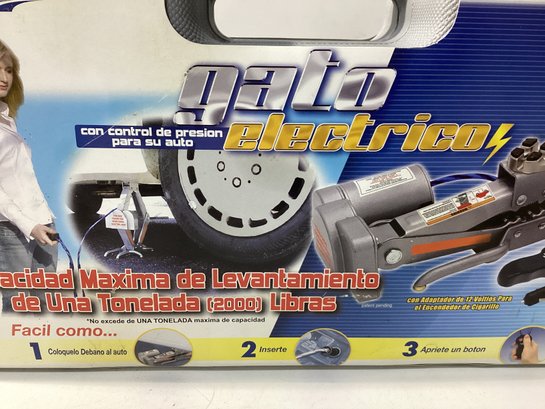 gato
con control de presion
para su auto
electrico
acidad Maxima de Levantamiento
de Una Tonelada (2000) Libras
*No excede de UNA TONELADA maxima de capacidad
patent pending
con Adaptador de 12 Voltios Para
el Encendedor de Cigarillo
Facil como...
1 Coloquelo Debano al auto
2 Inserte
3 Apriete un boton